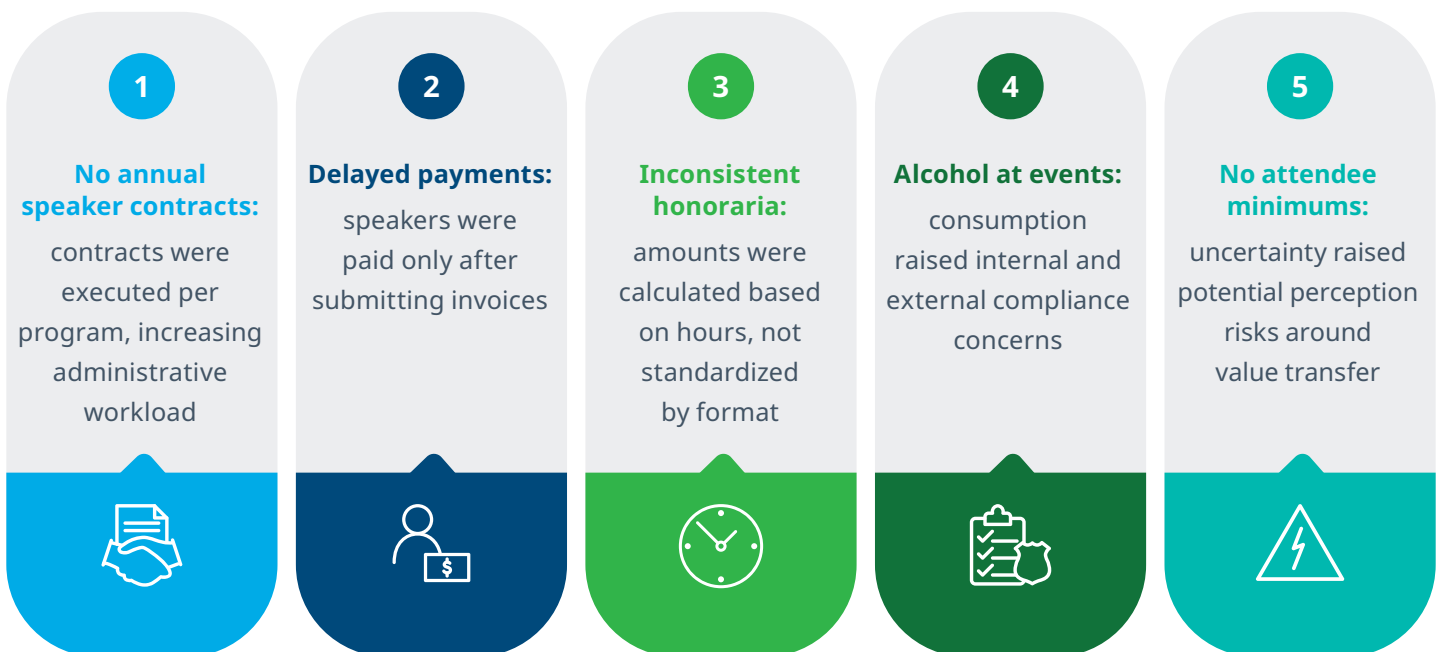 1
No annual
speaker contracts:
contracts were
executed per
program, increasing
administrative
workload
2
Delayed payments:
speakers were
paid only after
submitting invoices
$
3
Inconsistent
honoraria:
amounts were
calculated based
on hours, not
standardized
by format
4
Alcohol at events:
consumption
raised internal and
external compliance
concerns
5
No attendee
minimums:
uncertainty raised
potential perception
risks around
value transfer